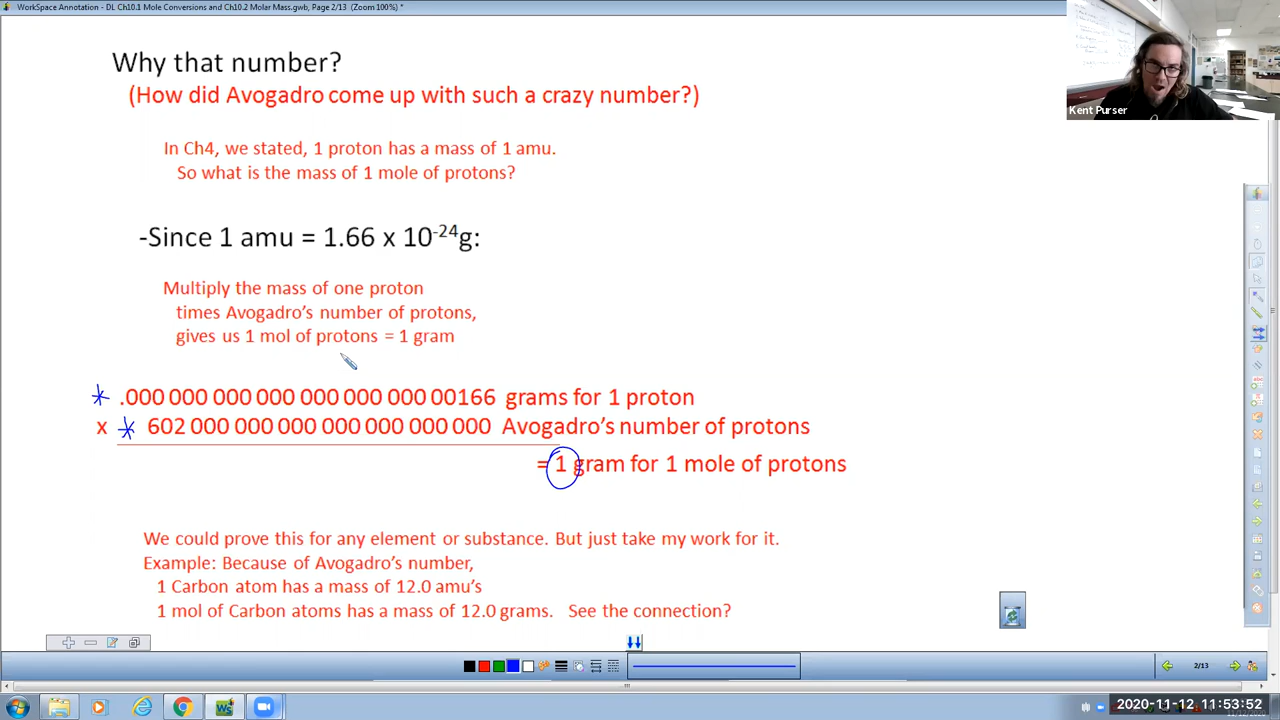 WorkSpace Annotation - DL Ch10.1 Mole Conversions and Ch10.2 Molar Mass.gwb, Page 2/13 (Zoom 100%) *
Kent Purser
Why that number?
(How did Avogadro come up with such a crazy number?)
In Ch4, we stated, 1 proton has a mass of 1 amu.
So what is the mass of 1 mole of protons?
-Since 1 amu = 1.66 x 10⁻²⁴g:
Multiply the mass of one proton
times Avogadro's number of protons,
gives us 1 mol of protons = 1 gram
* .000 000 000 000 000 000 000 00166 grams for 1 proton
x * 602 000 000 000 000 000 000 000 Avogadro's number of protons
= 1 gram for 1 mole of protons
We could prove this for any element or substance. But just take my work for it.
Example: Because of Avogadro's number,
1 Carbon atom has a mass of 12.0 amu's
1 mol of Carbon atoms has a mass of 12.0 grams. See the connection?
2/13
2020-11-12 11:53:52